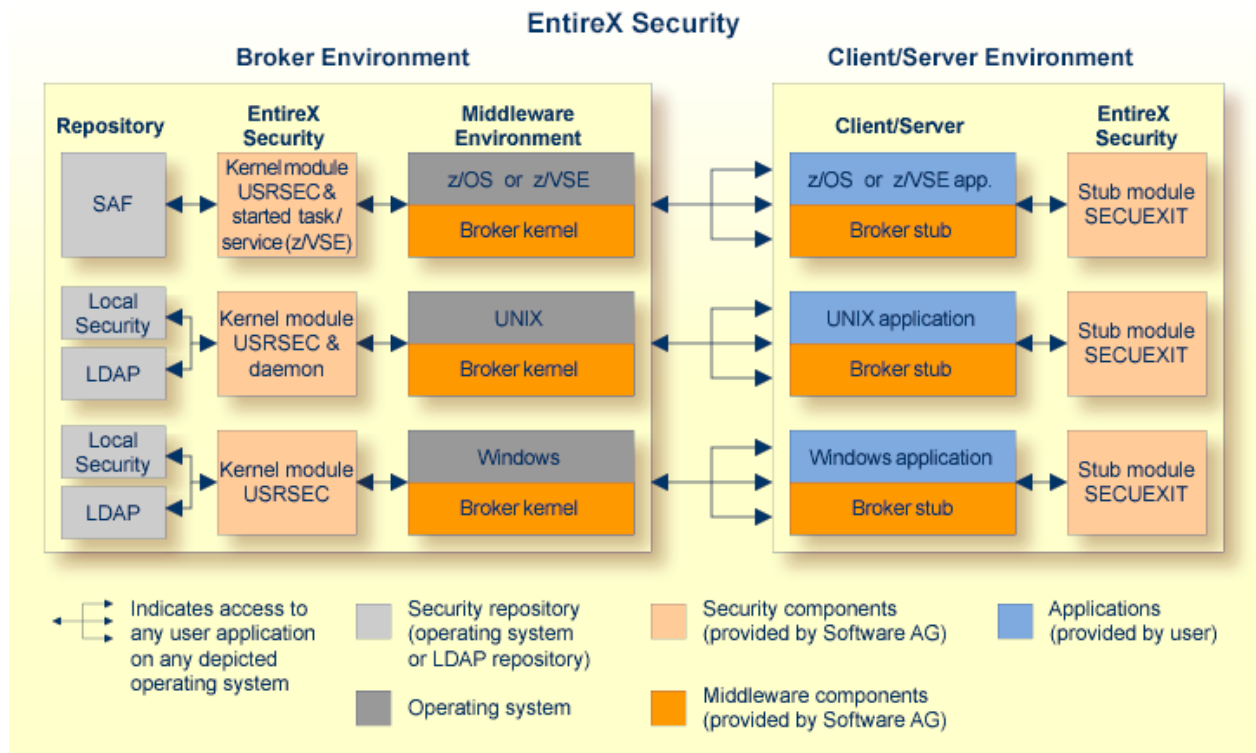 EntireX Security
Broker Environment
Client/Server Environment
Repository
EntireX
Security
Middleware
Environment
Client/Server
EntireX
Security
SAF
Kernel module
USRSEC &
started task/
service (z/VSE)
z/OS or z/VSE
Broker kernel
z/OS or z/VSE app.
Broker stub
Stub module
SECUEXIT
Local
Security
LDAP
Kernel module
USRSEC &
daemon
UNIX
Broker kernel
UNIX application
Broker stub
Stub module
SECUEXIT
Local
Security
LDAP
Kernel module
USRSEC
Windows
Broker kernel
Windows application
Broker stub
Stub module
SECUEXIT
Indicates access to
any user application
on any depicted
operating system
Security repository
(operating system
or LDAP repository)
Operating system
Security components
(provided by Software AG)
Middleware components
(provided by Software AG)
Applications
(provided by user)